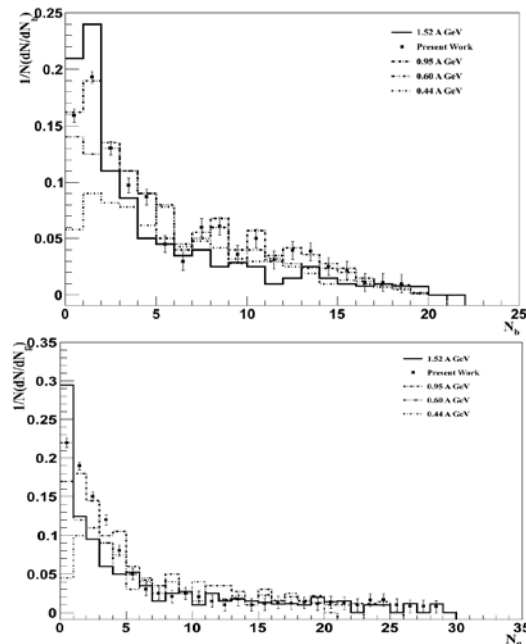 1/N(dN/dN
1.52 A GeV
Present Work
0.95 A GeV
0.60 A GeV
0.44 A GeV
0.25
0.2
0.15
0.1
0.05
0
0 5 10 15 20 25
N_b
1/N(dN/dN
1.52 A GeV
Present Work
0.95 A GeV
0.60 A GeV
0.44 A GeV
0.35
0.3
0.25
0.2
0.15
0.1
0.05
0
0 5 10 15 20 25 30 35